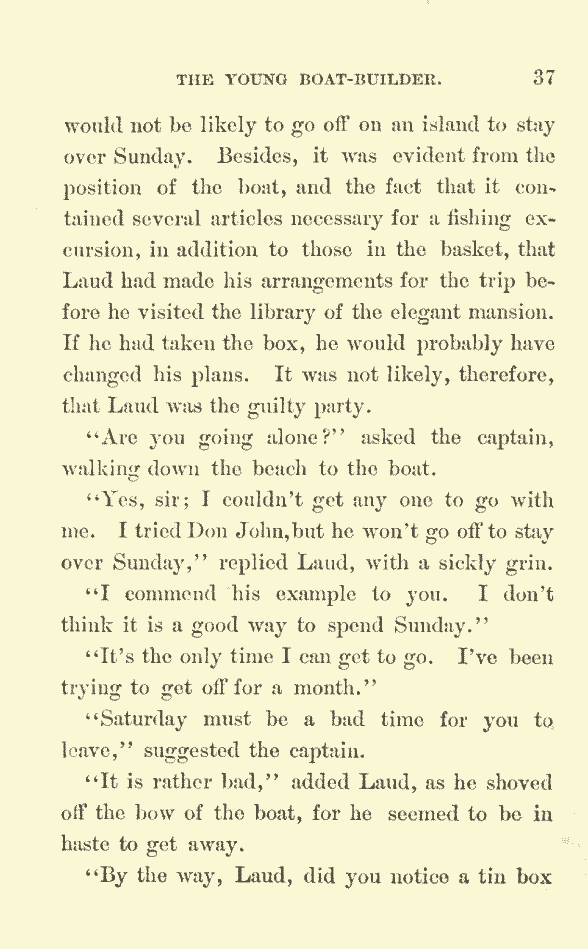 THE YOUNG BOAT-BUILDER. 37
would not be likely to go off on an island to stay
over Sunday. Besides, it was evident from the
position of the boat, and the fact that it con-
tained several articles necessary for a fishing ex-
cursion, in addition to those in the basket, that
Laud had made his arrangements for the trip be-
fore he visited the library of the elegant mansion.
If he had taken the box, he would probably have
changed his plans. It was not likely, therefore,
that Laud was the guilty party.
"Are you going alone?" asked the captain,
walking down the beach to the boat.
"Yes, sir; I couldn't get any one to go with
me. I tried Don John,but he won't go off to stay
over Sunday," replied Laud, with a sickly grin.
"I commend his example to you. I don't
think it is a good way to spend Sunday."
"It's the only time I can get to go. I've been
trying to get off for a month."
"Saturday must be a bad time for you to
leave," suggested the captain.
"It is rather bad," added Laud, as he shoved
off the bow of the boat, for he seemed to be in
haste to get away.
"By the way, Laud, did you notice a tin box